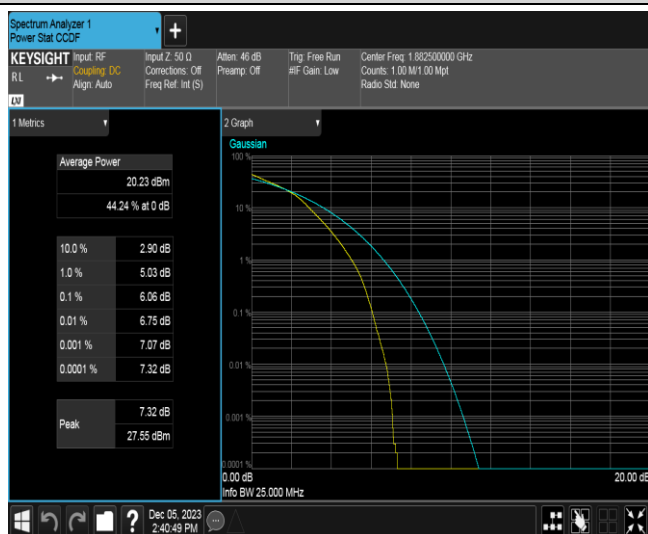 Spectrum Analyzer 1
Power Stat CCDF
KEYSIGHT
RL
LXI
Input: RF
Coupling: DC
Align: Auto
Input Z: 50 Ω
Corrections: Off
Freq Ref: Int (S)
Atten: 46 dB
Preamp: Off
Trig: Free Run
#IF Gain: Low
Center Freq: 1.882500000 GHz
Counts: 1.00 M/1.00 Mpt
Radio Std: None
1 Metrics
Average Power
20.23 dBm
44.24 % at 0 dB
10.0 % 2.90 dB
1.0 % 5.03 dB
0.1 % 6.06 dB
0.01 % 6.75 dB
0.001 % 7.07 dB
0.0001 % 7.32 dB
Peak
7.32 dB
27.55 dBm
2 Graph
Gaussian
100 %
10 %
1 %
0.1 %
0.01 %
0.001 %
0.0001 %
0.00 dB 20.00 dB
Info BW 25.000 MHz
?
Dec 05, 2023
2:40:49 PM